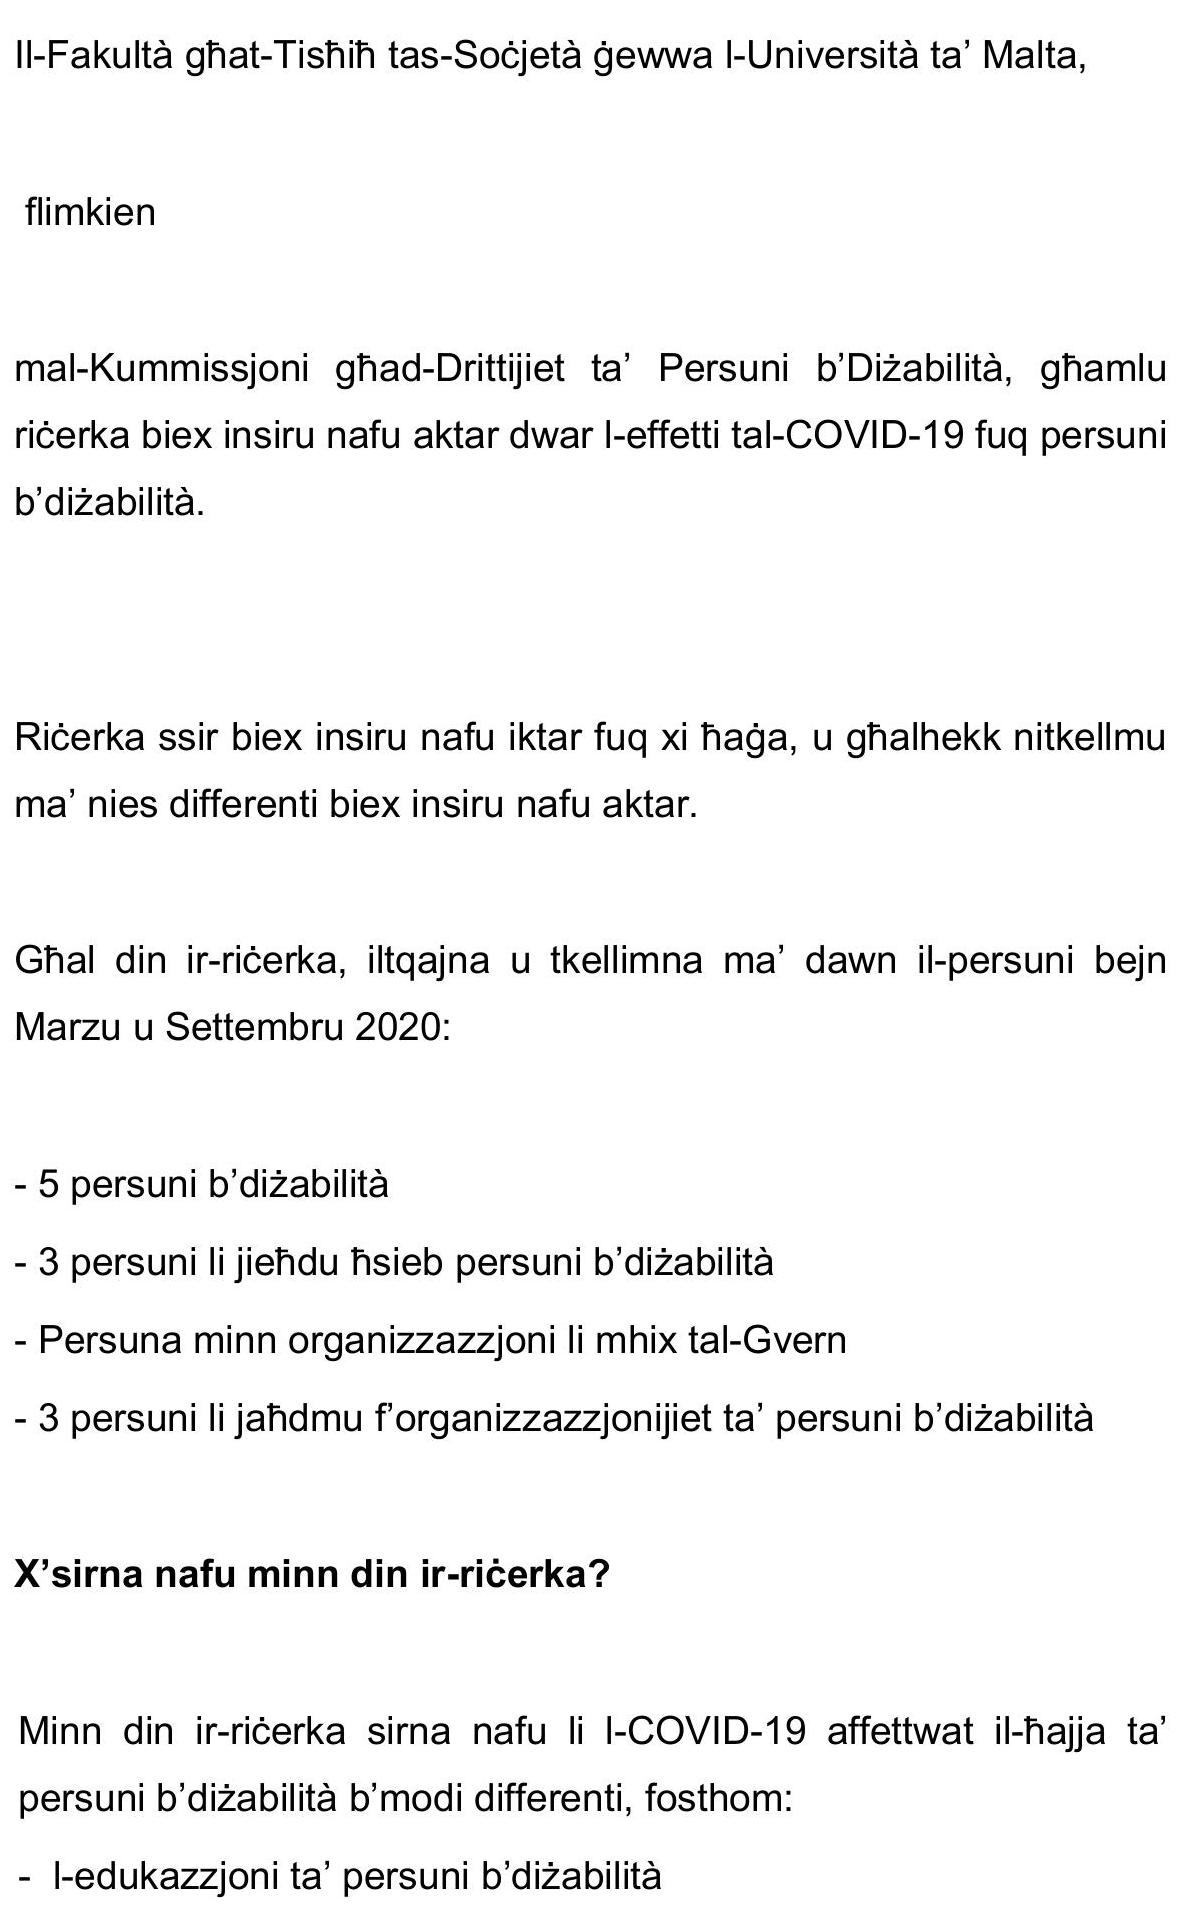 Il-Fakultà għat-Tisħiħ tas-Soċjetà ġewwa l-Università ta’ Malta,
flimkien
mal-Kummissjoni għad-Drittijiet ta’ Persuni b’Diżabilità, għamlu
riċerka biex insiru nafu aktar dwar l-effetti tal-COVID-19 fuq persuni
b’diżabilità.
Riċerka ssir biex insiru nafu iktar fuq xi ħaġa, u għalhekk nitkellmu
ma’ nies differenti biex insiru nafu aktar.
Għal din ir-riċerka, iltqajna u tkellimna ma’ dawn il-persuni bejn
Marzu u Settembru 2020:
- 5 persuni b’diżabilità
- 3 persuni li jieħdu ħsieb persuni b’diżabilità
- Persuna minn organizzazzjoni li mhix tal-Gvern
- 3 persuni li jaħdmu f’organizzazzjonijiet ta’ persuni b’diżabilità
X’sirna nafu minn din ir-riċerka?
Minn din ir-riċerka sirna nafu li l-COVID-19 affettwat il-ħajja ta’
persuni b’diżabilità b’modi differenti, fosthom:
- l-edukazzjoni ta’ persuni b’diżabilità